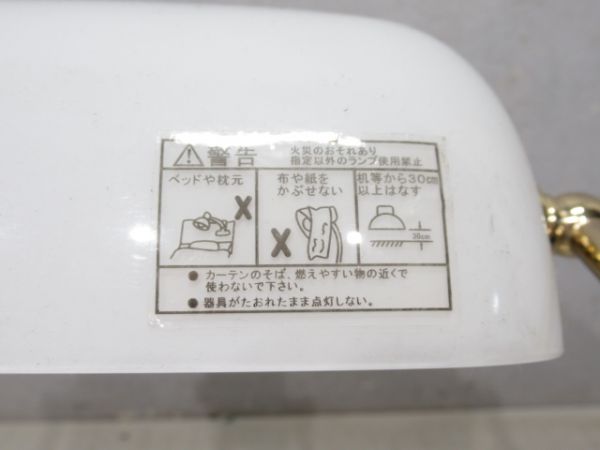 警告
火災のおそれあり
指定以外のランプ使用禁止
ベッドや枕元
布や紙を
かぶせない
机等から30cm
以上はなす
30cm
● カーテンのそば、燃えやすい物の近くで
使わないで下さい。
● 器具がたおれたまま点灯しない。